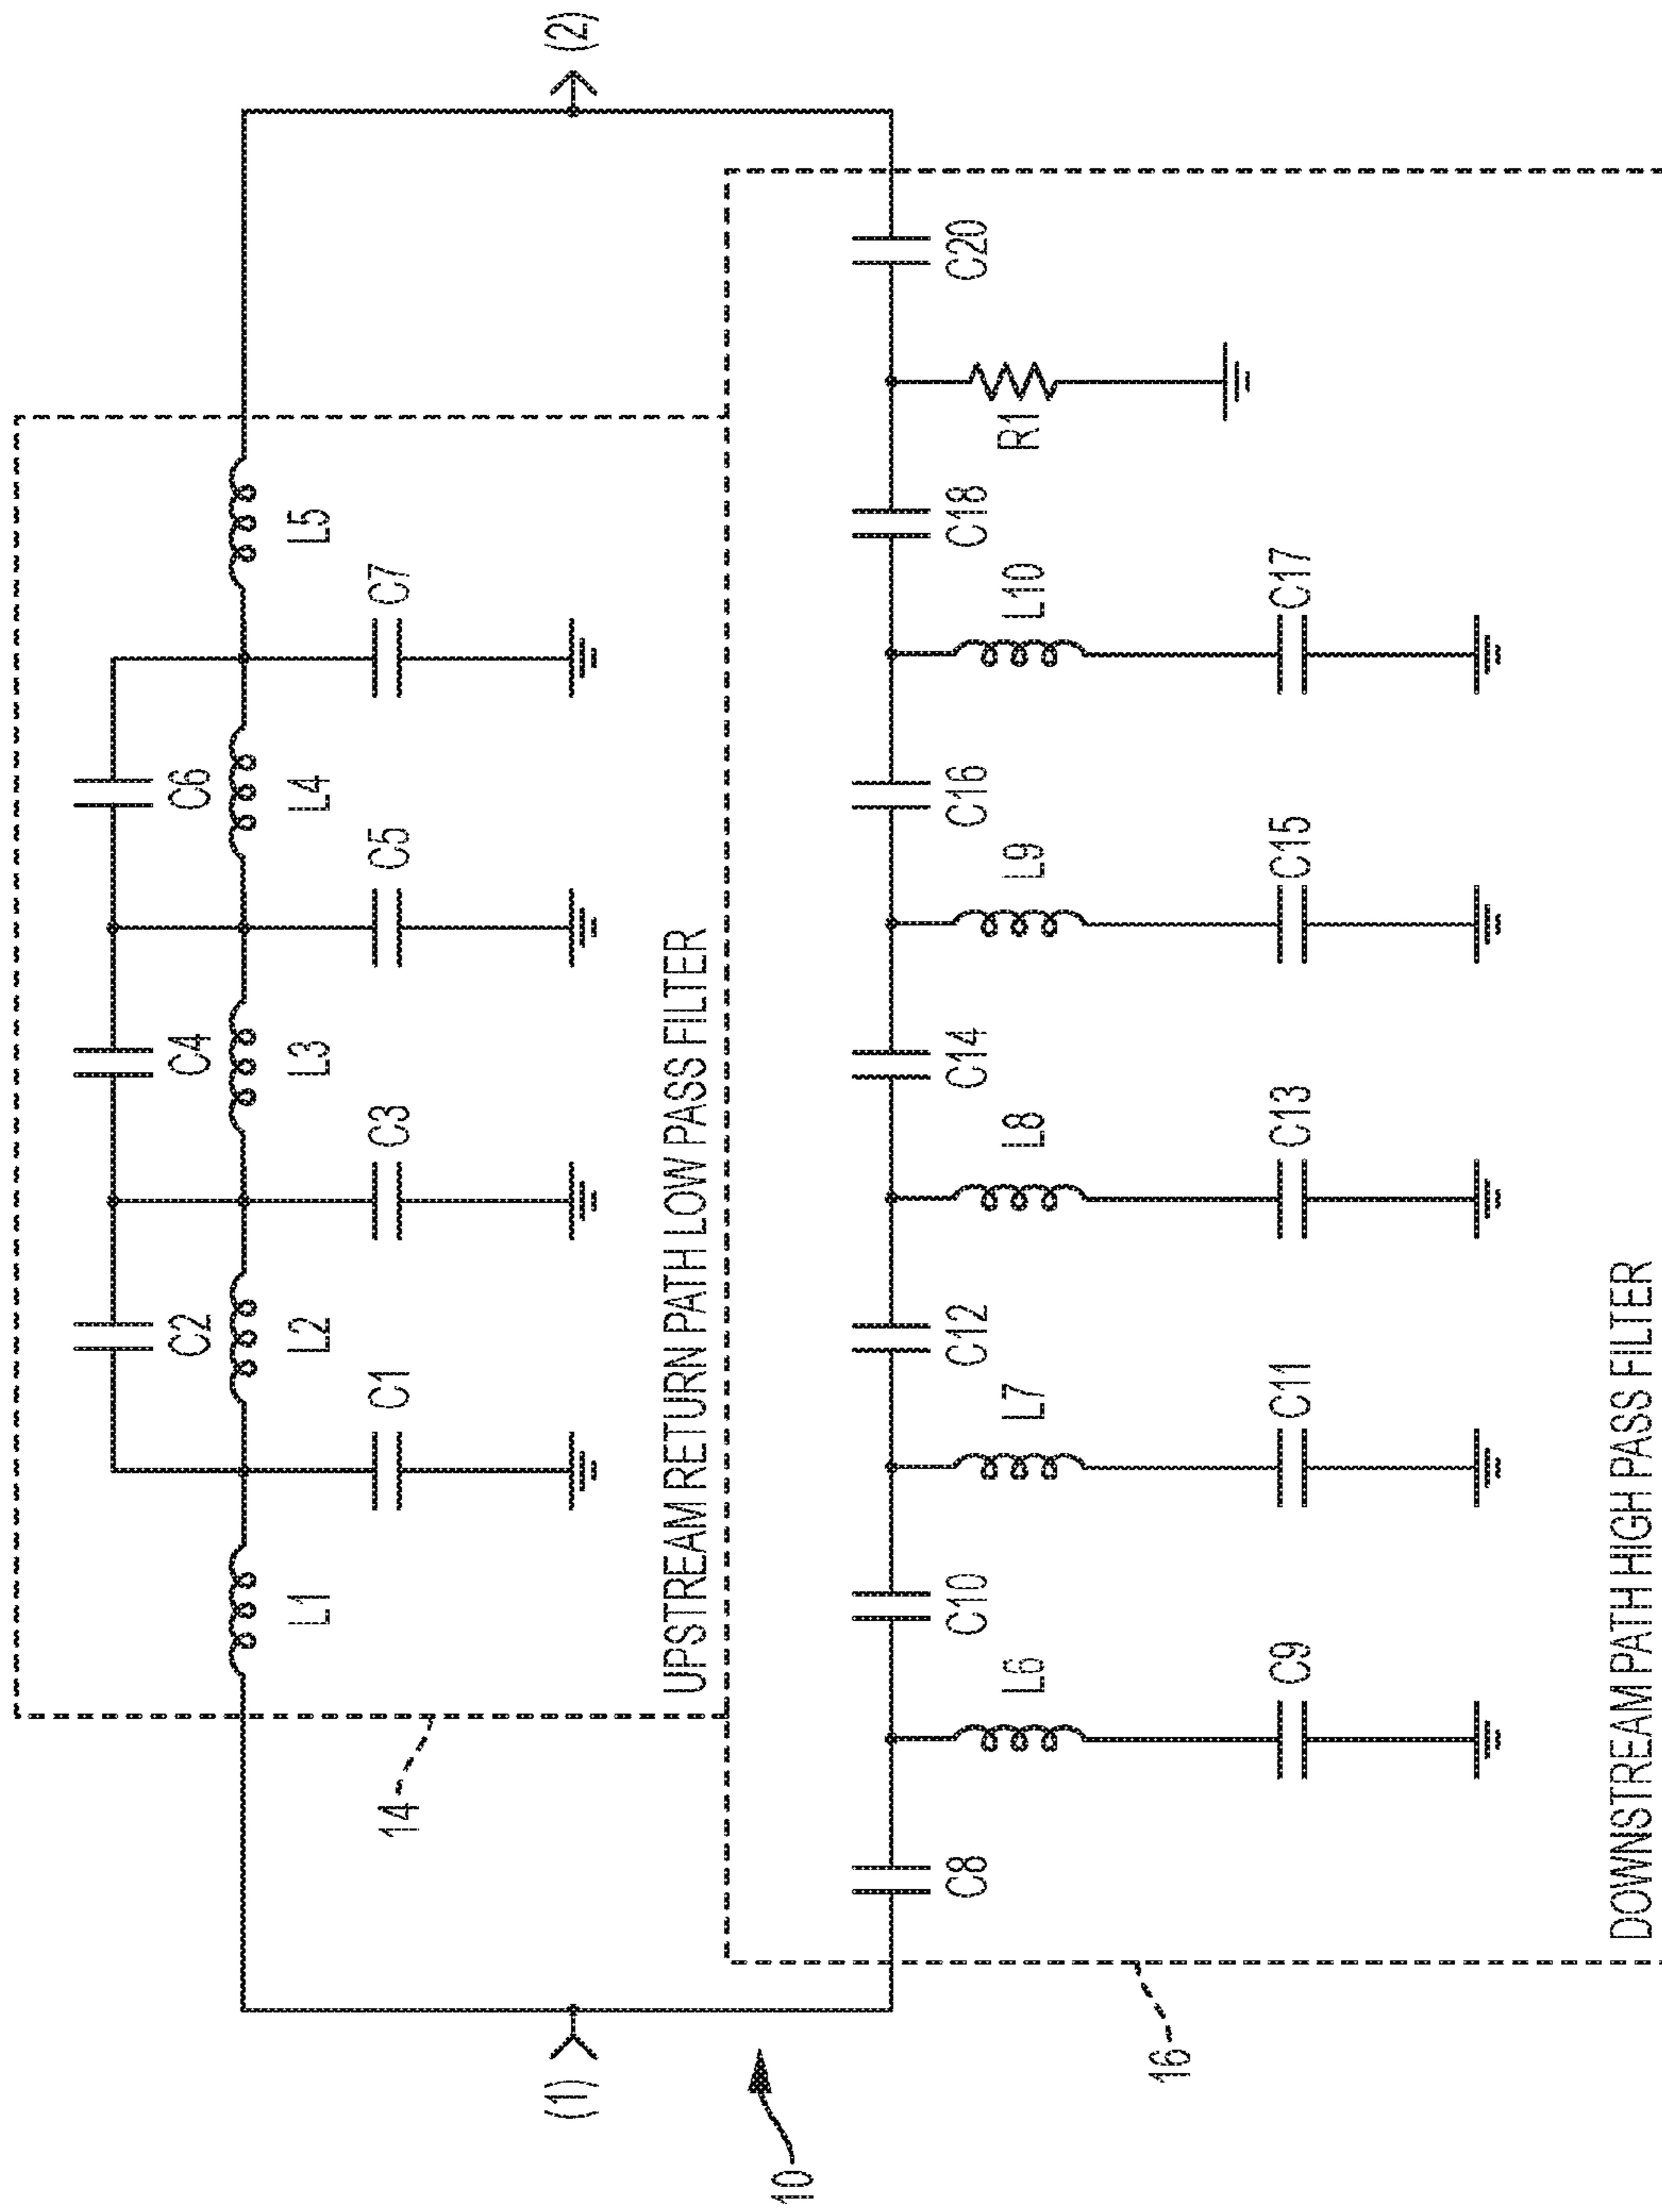 C2
C4
C6
L1
L2
L3
L4
L5
C1
C3
C5
C7
14
UPSTREAM RETURN PATH LOW PASS FILTER
(1)
(2)
10
C8
C10
C12
C14
C16
C18
C20
L6
L7
L8
L9
L10
R1
16
C9
C11
C13
C15
C17
DOWNSTREAM PATH HIGH PASS FILTER